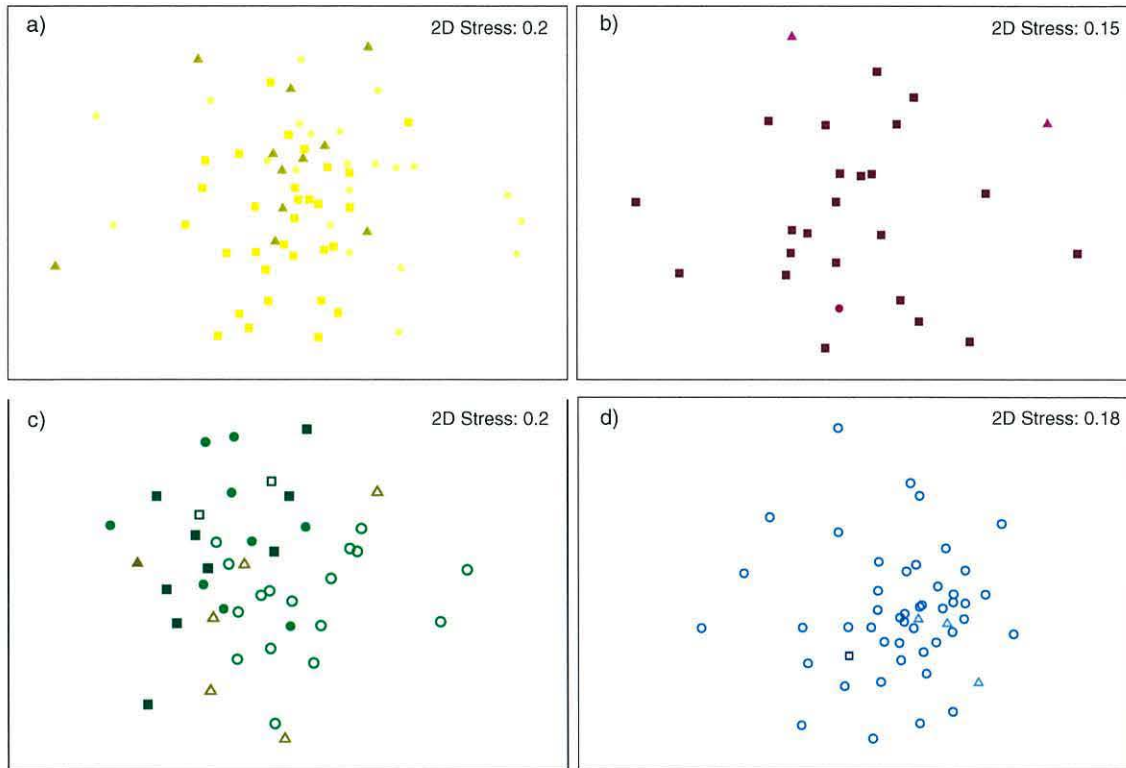 a)
2D Stress: 0.2
b)
2D Stress: 0.15
c)
2D Stress: 0.2
d)
2D Stress: 0.18